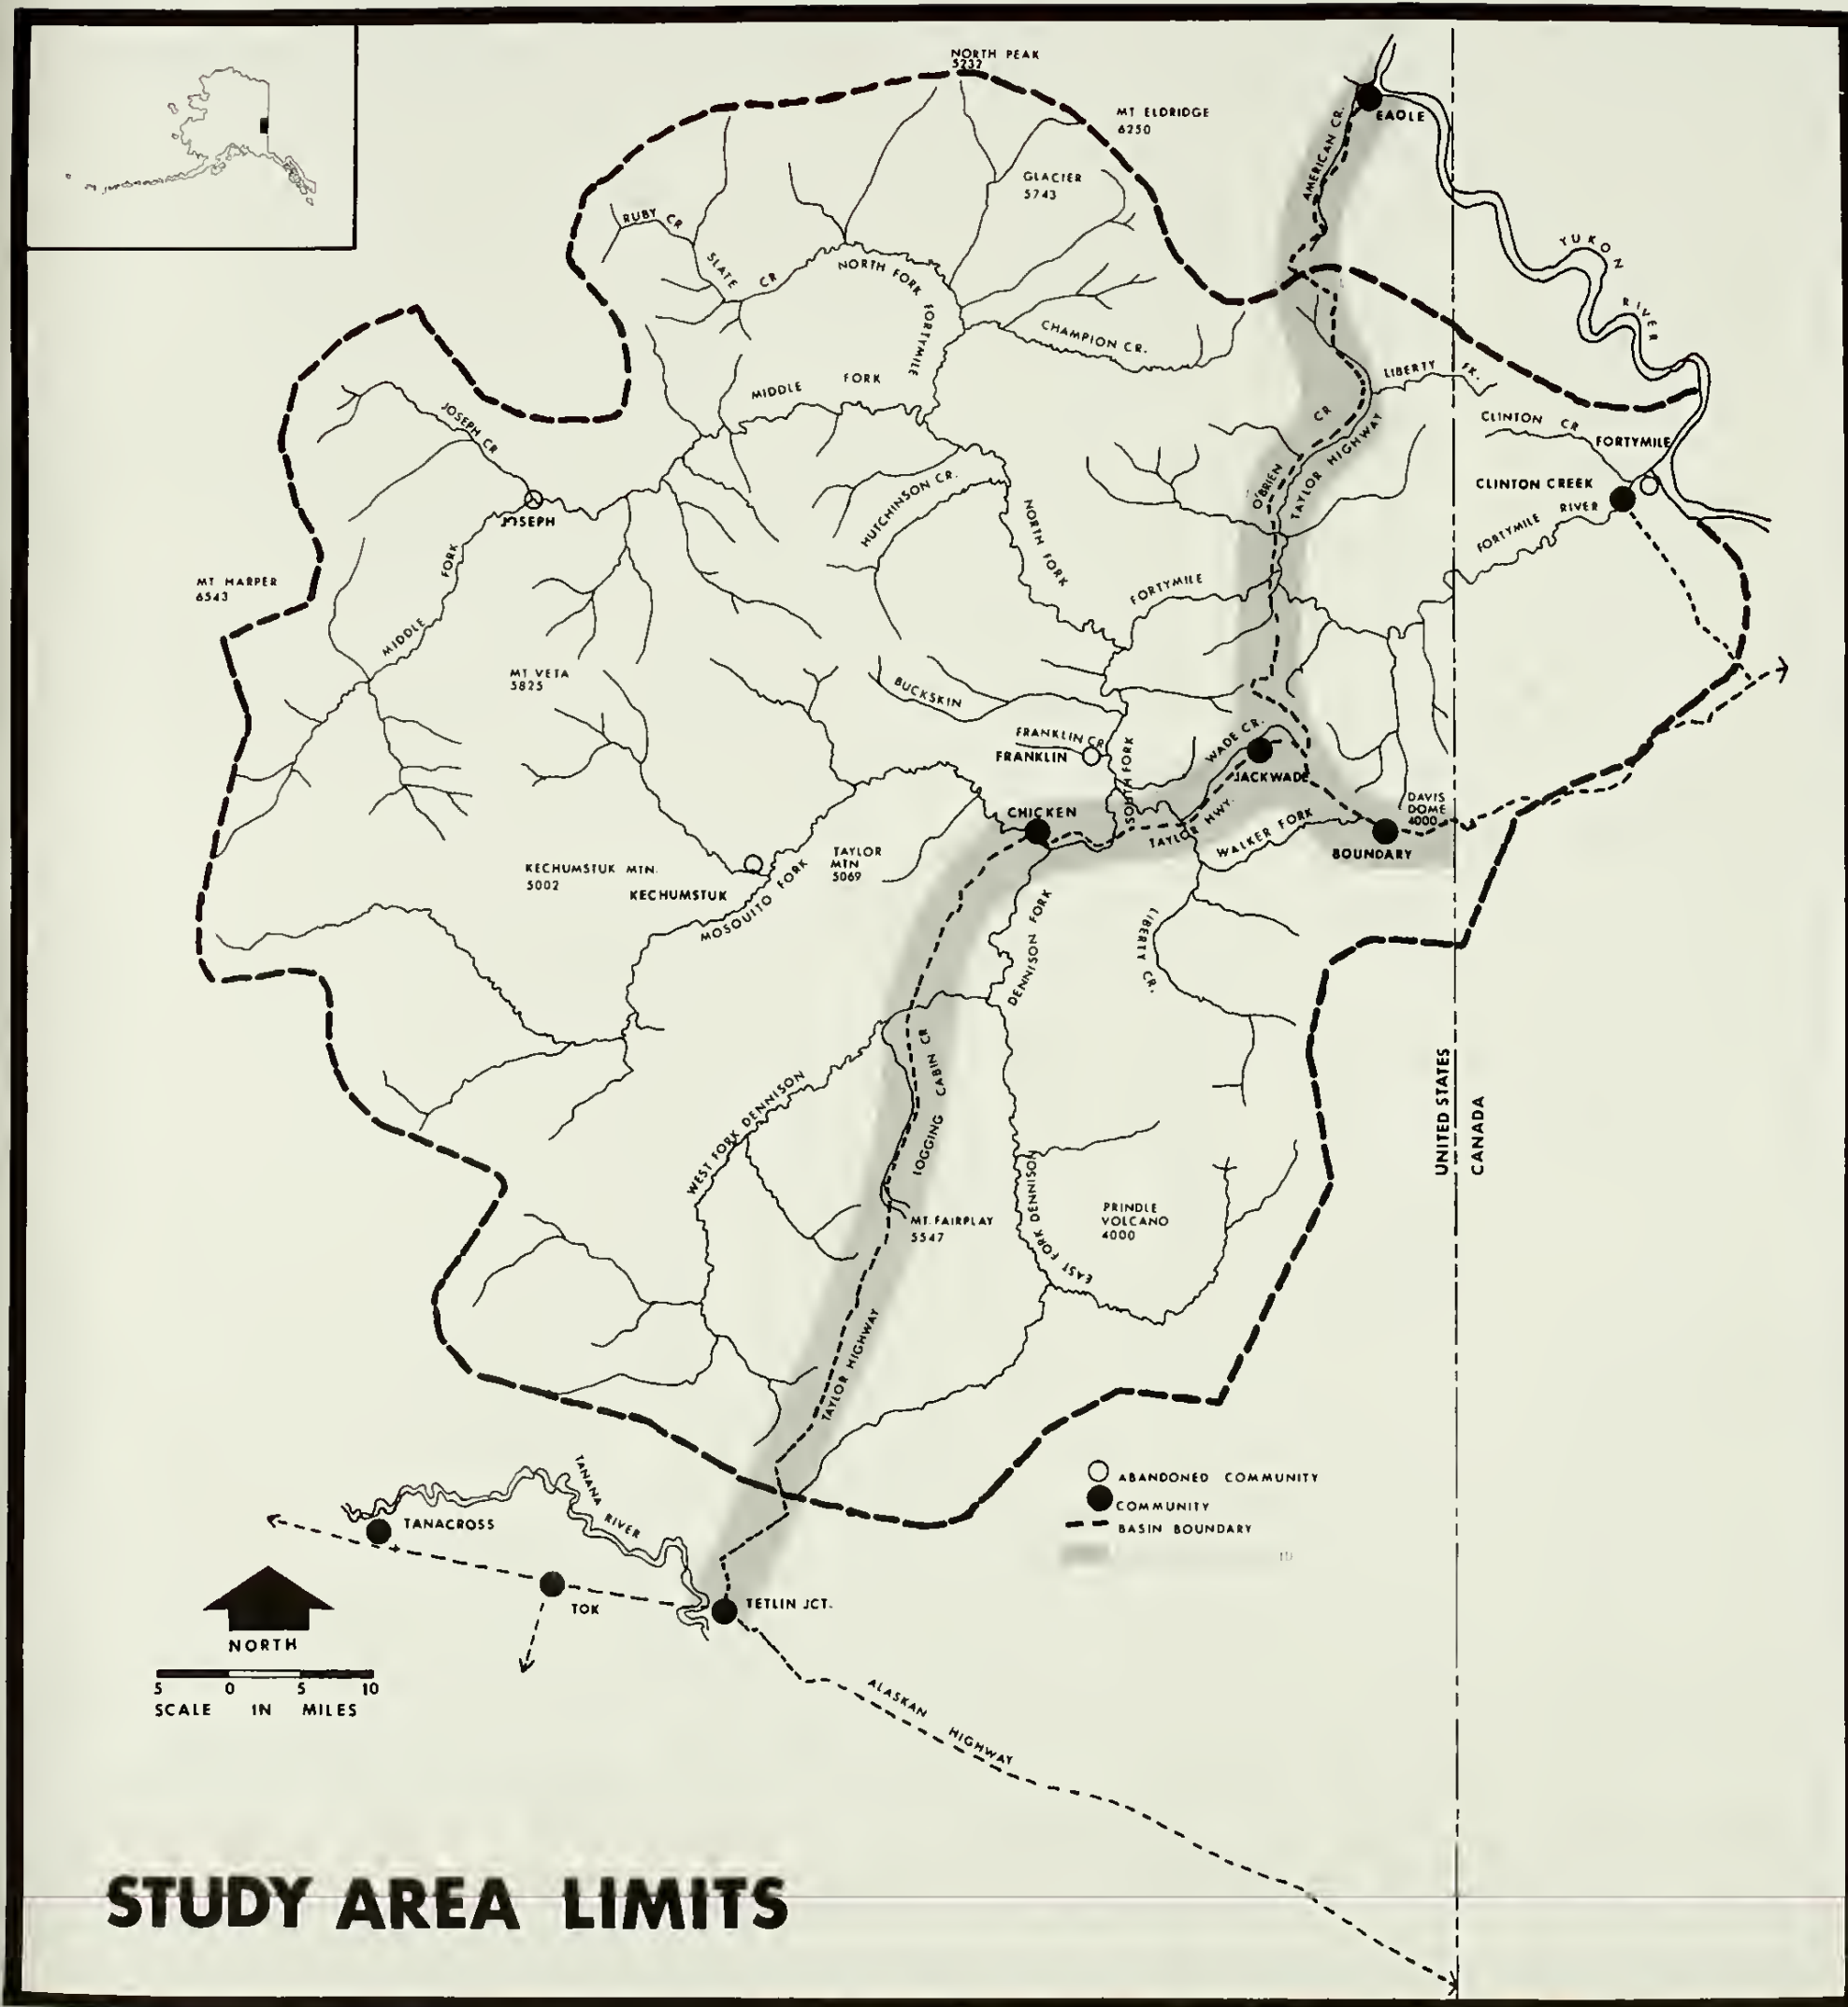 NORTH PEAK
5232
MT ELDRIDGE
6250
EAGLE
AMERICAN CR.
GLACIER
5743
RUBY CR
SLATE CR
NORTH FORK FORTYMILE
CHAMPION CR.
YUKON RIVER
MIDDLE FORK
LIBERTY FK.
JOSEPH CR
O'BRIEN CR
TAYLOR HIGHWAY
CLINTON CR
FORTYMILE
CLINTON CREEK
FORTYMILE RIVER
JOSEPH
HUTCHINSON CR.
NORTH FORK
FORTYMILE
MT HARPER
6543
MIDDLE FORK
MT VETA
5825
BUCKSKIN
FRANKLIN CR
FRANKLIN
SOUTH FORK
WADE CR.
JACKWADE
CHICKEN
TAYLOR HWY.
WALKER FORK
DAVIS
DOME
4000
BOUNDARY
KECHUMSTUK MTN.
5002
KECHUMSTUK
MOSQUITO FORK
TAYLOR
MTN
5069
DENNISON FORK
LIBERTY CR.
WEST FORK DENNISON
LOGGING CABIN CR
UNITED STATES
CANADA
MT. FAIRPLAY
5547
EAST FORK DENNISON
PRINDLE
VOLCANO
4000
TAYLOR HIGHWAY
ABANDONED COMMUNITY
COMMUNITY
BASIN BOUNDARY
TANANA RIVER
TANACROSS
TOK
TETLIN JCT.
NORTH
5 0 5 10
SCALE IN MILES
ALASKAN HIGHWAY
STUDY AREA LIMITS